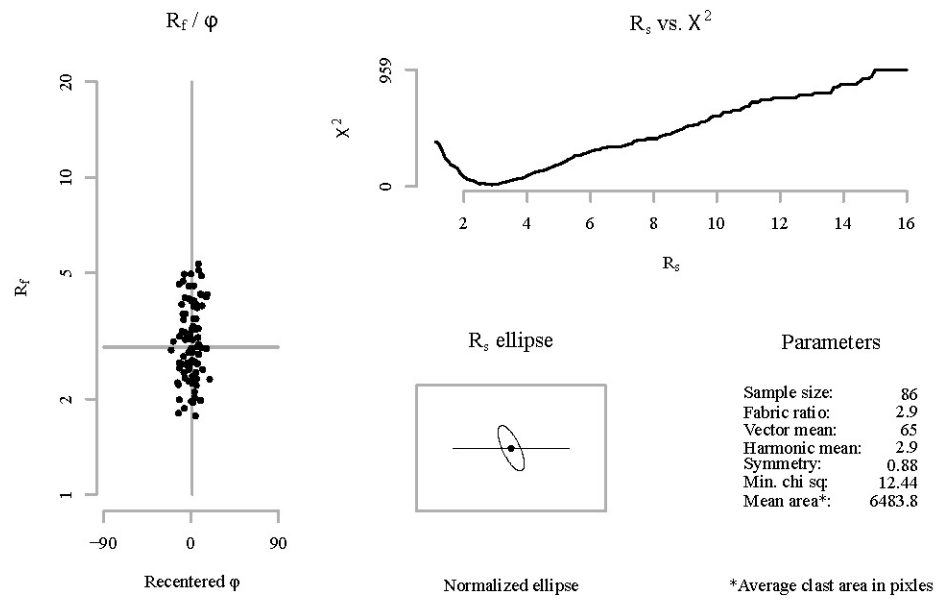 Rf / φ
20
10
5
2
1
Rf
−90 0 90
Recentered φ
Rs vs. X²
959
0
X²
2 4 6 8 10 12 14 16
Rs
Rs ellipse
Normalized ellipse
Parameters
Sample size: 86
Fabric ratio: 2.9
Vector mean: 65
Harmonic mean: 2.9
Symmetry: 0.88
Min. chi sq: 12.44
Mean area*: 6483.8
*Average clast area in pixles